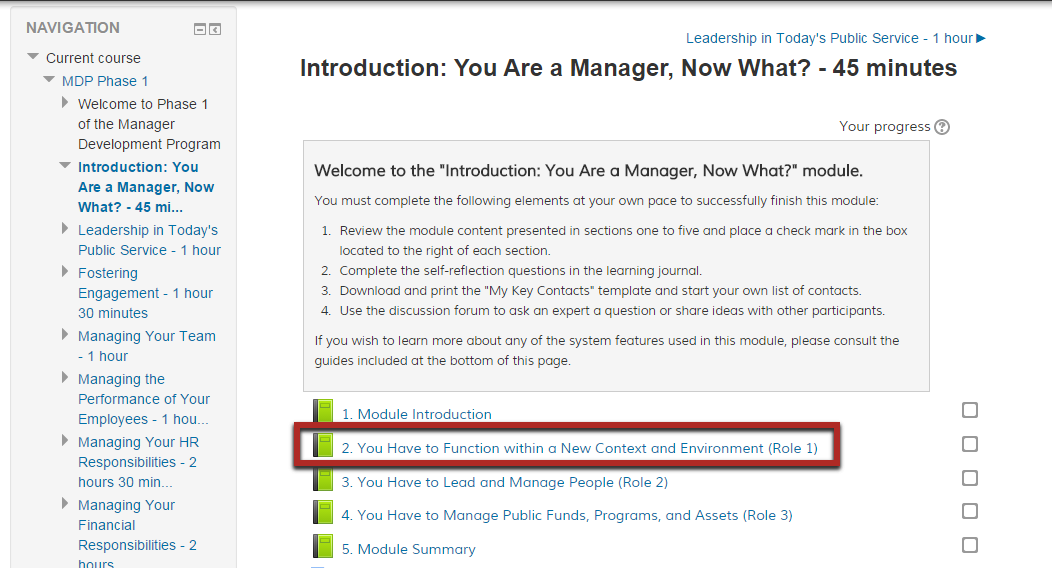 NAVIGATION
Current course
MDP Phase 1
Welcome to Phase 1
of the Manager
Development Program
Introduction: You
Are a Manager, Now
What? - 45 mi...
Leadership in Today's
Public Service - 1 hour
Fostering
Engagement - 1 hour
30 minutes
Managing Your Team
- 1 hour
Managing the
Performance of Your
Employees - 1 hou...
Managing Your HR
Responsibilities - 2
hours 30 min...
Managing Your
Financial
Responsibilities - 2
hours
Leadership in Today's Public Service - 1 hour ▶
Introduction: You Are a Manager, Now What? - 45 minutes
Your progress ?
Welcome to the "Introduction: You Are a Manager, Now What?" module.
You must complete the following elements at your own pace to successfully finish this module:
1. Review the module content presented in sections one to five and place a check mark in the box
located to the right of each section.
2. Complete the self-reflection questions in the learning journal.
3. Download and print the "My Key Contacts" template and start your own list of contacts.
4. Use the discussion forum to ask an expert a question or share ideas with other participants.
If you wish to learn more about any of the system features used in this module, please consult the
guides included at the bottom of this page.
1. Module Introduction
2. You Have to Function within a New Context and Environment (Role 1)
3. You Have to Lead and Manage People (Role 2)
4. You Have to Manage Public Funds, Programs, and Assets (Role 3)
5. Module Summary